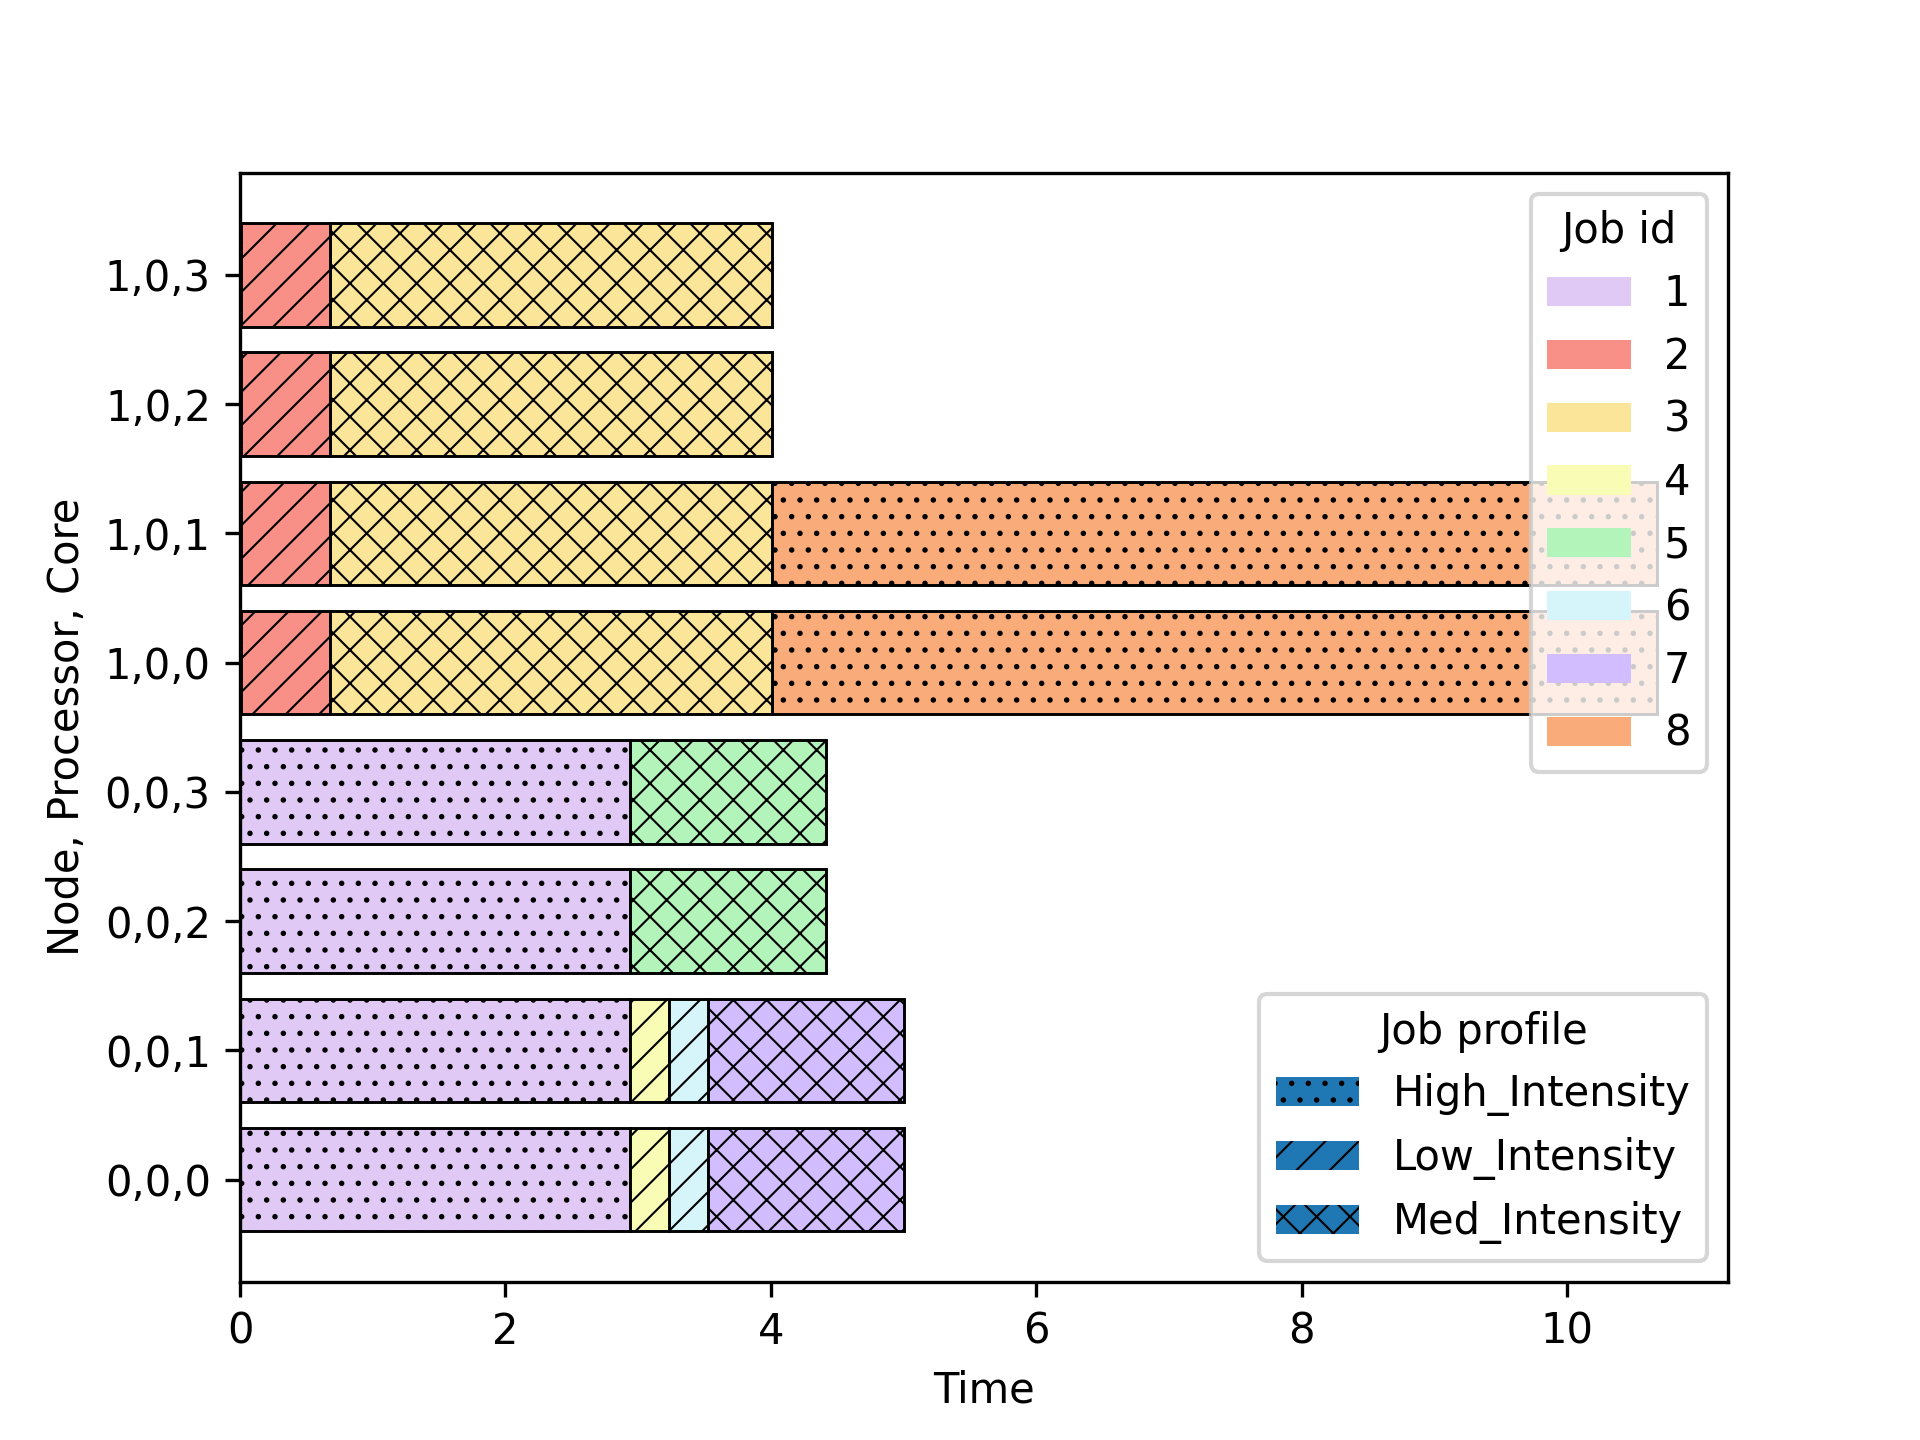 Job id
1
2
3
4
5
6
7
8
1,0,3
1,0,2
1,0,1
1,0,0
0,0,3
0,0,2
0,0,1
0,0,0
Node, Processor, Core
Job profile
High_Intensity
Low_Intensity
Med_Intensity
0 2 4 6 8 10
Time